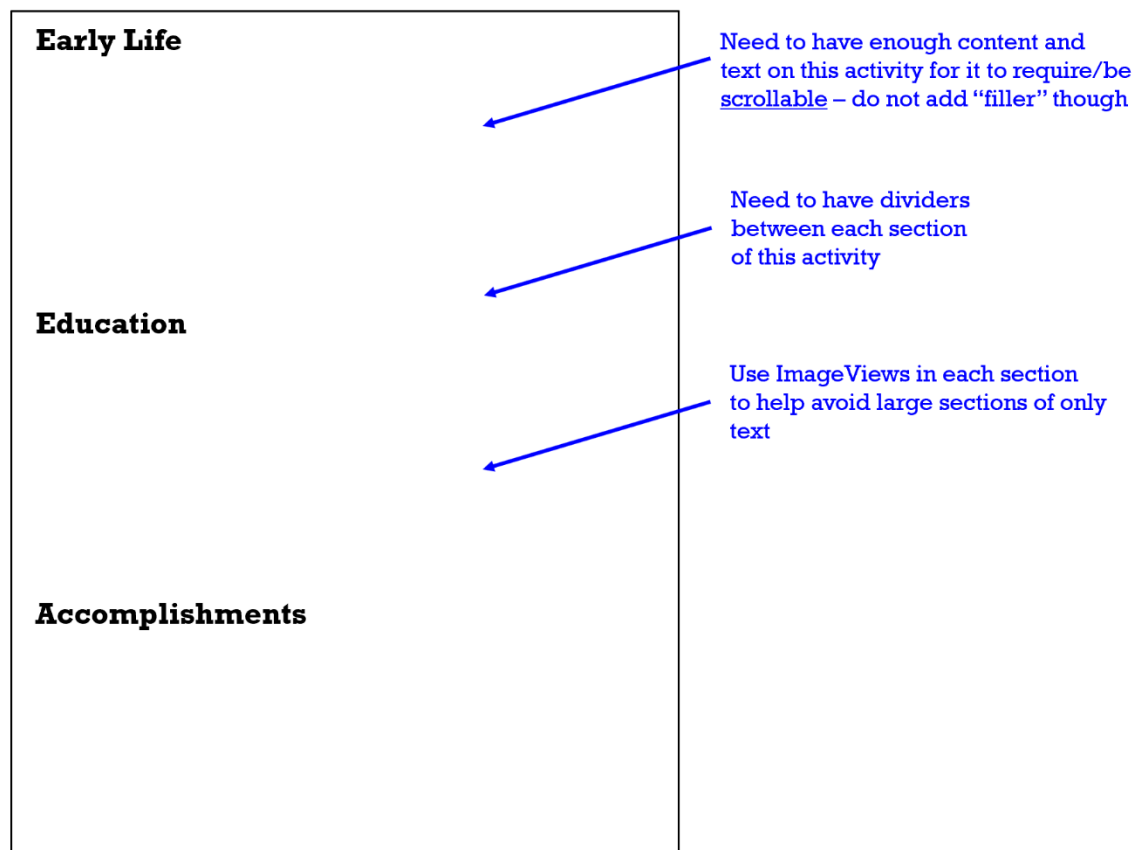 Early Life
Need to have enough content and
text on this activity for it to require/be
scrollable – do not add “filler” though
Need to have dividers
between each section
of this activity
Education
Use ImageViews in each section
to help avoid large sections of only
text
Accomplishments